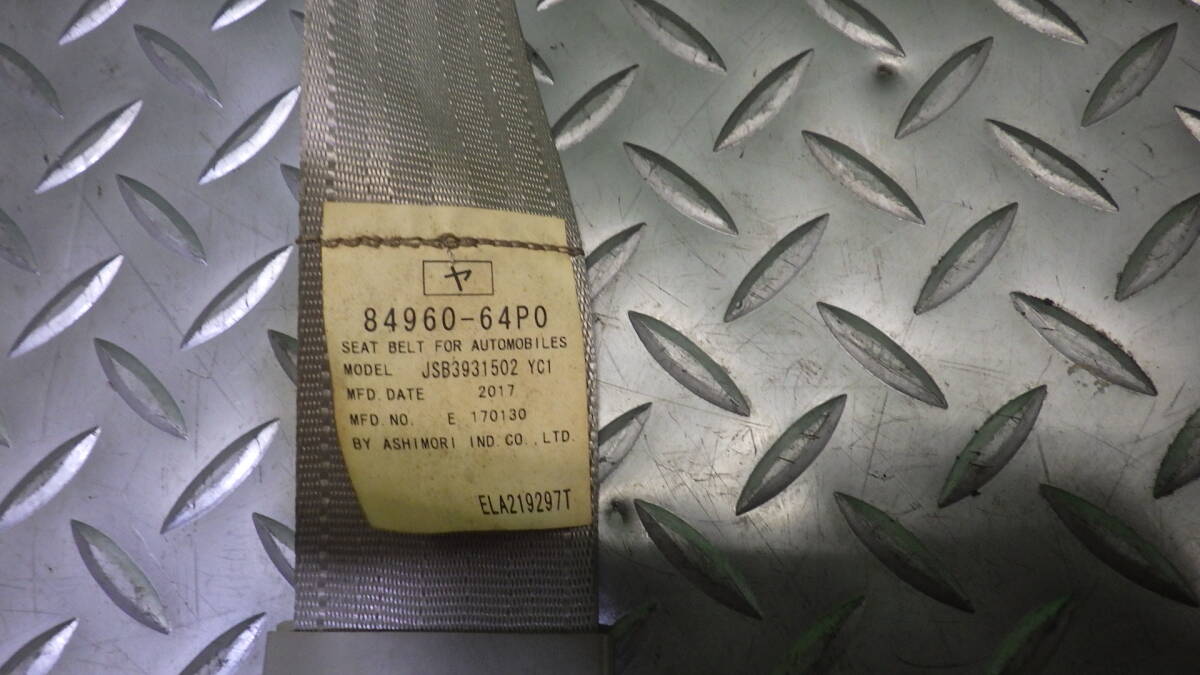 ヤ
84960-64P0
SEAT BELT FOR AUTOMOBILES
MODEL JSB3931502 YC1
MFD. DATE 2017
MFD. NO. E 170130
BY ASHIMORI IND. CO., LTD.
ELA219297T